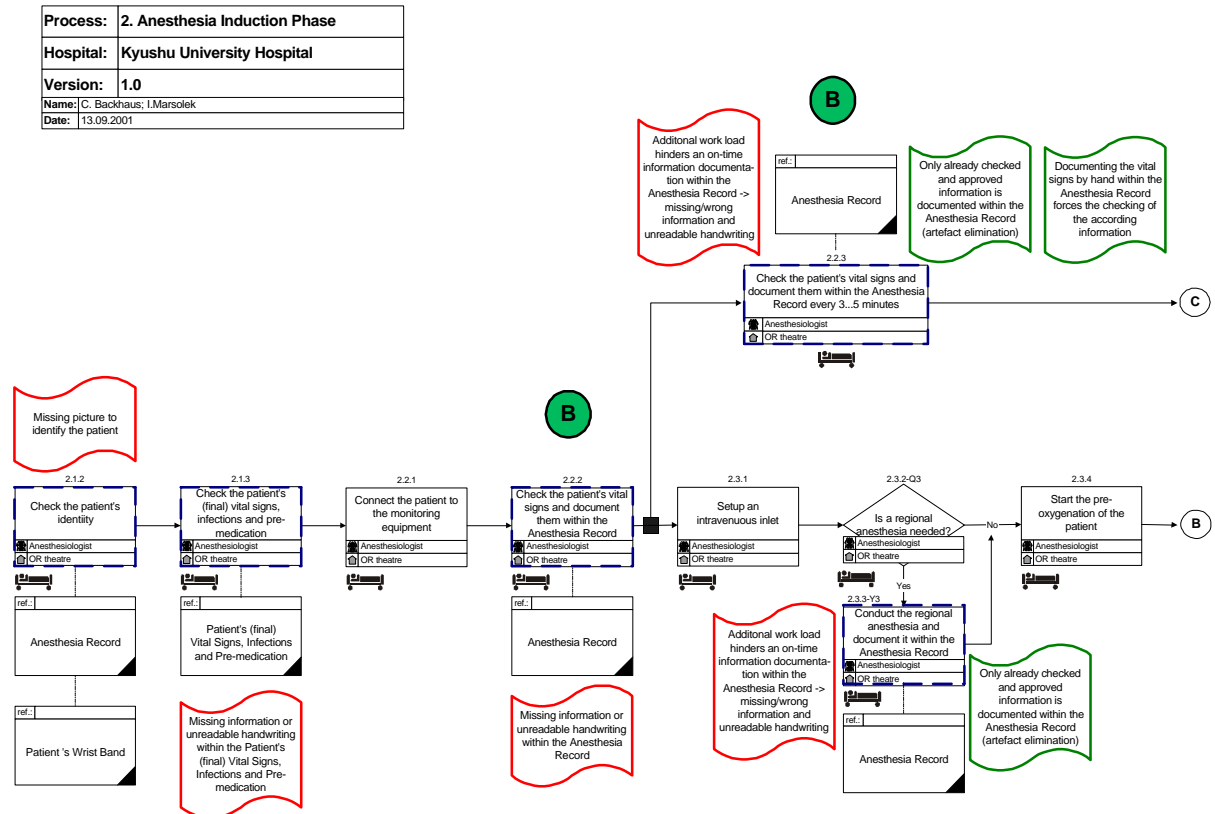 Process: 2. Anesthesia Induction Phase
Hospital: Kyushu University Hospital
Version: 1.0
Name: C. Backhaus; I.Marsolek
Date: 13.09.2001
B
Additonal work load
hinders an on-time
information documenta-
tion within the
Anesthesia Record ->
missing/wrong
information and
unreadable handwriting
ref.:
Anesthesia Record
Only already checked
and approved
information is
documented within the
Anesthesia Record
(artefact elimination)
Documenting the vital
signs by hand within the
Anesthesia Record
forces the checking of
the according
information
2.2.3
Check the patient's vital signs and
document them within the Anesthesia
Record every 3...5 minutes
Anesthesiologist
OR theatre
C
Missing picture to
identify the patient
B
2.1.2
Check the patient's
identity
Anesthesiologist
OR theatre
ref.:
Anesthesia Record
ref.:
Patient 's Wrist Band
2.1.3
Check the patient's
(final) vital signs,
infections and pre-
medication
Anesthesiologist
OR theatre
ref.:
Patient's (final)
Vital Signs, Infections
and Pre-medication
Missing information or
unreadable handwriting
within the Patient's
(final) Vital Signs,
Infections and Pre-
medication
2.2.1
Connect the patient to
the monitoring
equipment
Anesthesiologist
OR theatre
2.2.2
Check the patient's vital
signs and document
them within the
Anesthesia Record
Anesthesiologist
OR theatre
ref.:
Anesthesia Record
Missing information or
unreadable handwriting
within the Anesthesia
Record
2.3.1
Setup an
intravenous inlet
Anesthesiologist
OR theatre
2.3.2-Q3
Is a regional
anesthesia needed?
Anesthesiologist
OR theatre
No
Yes
2.3.4
Start the pre-
oxygenation of the
patient
Anesthesiologist
OR theatre
B
Additonal work load
hinders an on-time
information documenta-
tion within the
Anesthesia Record ->
missing/wrong
information and
unreadable handwriting
2.3.3-Y3
Conduct the regional
anesthesia and
document it within the
Anesthesia Record
Anesthesiologist
OR theatre
ref.:
Anesthesia Record
Only already checked
and approved
information is
documented within the
Anesthesia Record
(artefact elimination)